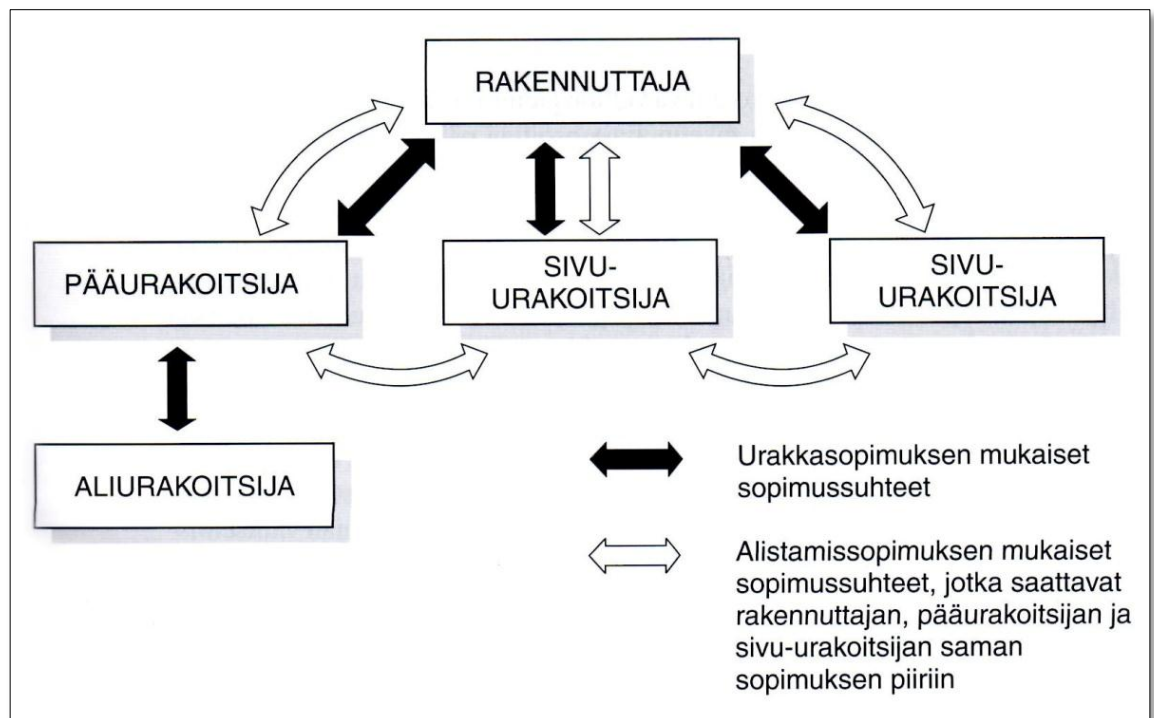 RAKENNUTTAJA
PÄÄURAKOITSIJA
SIVU-
URAKOITSIJA
SIVU-
URAKOITSIJA
ALIURAKOITSIJA
Urakkasopimuksen mukaiset
sopimussuhteet
Alistamissopimuksen mukaiset
sopimussuhteet, jotka saattavat
rakennuttajan, pääurakoitsijan ja
sivu-urakoitsijan saman
sopimuksen piiriin